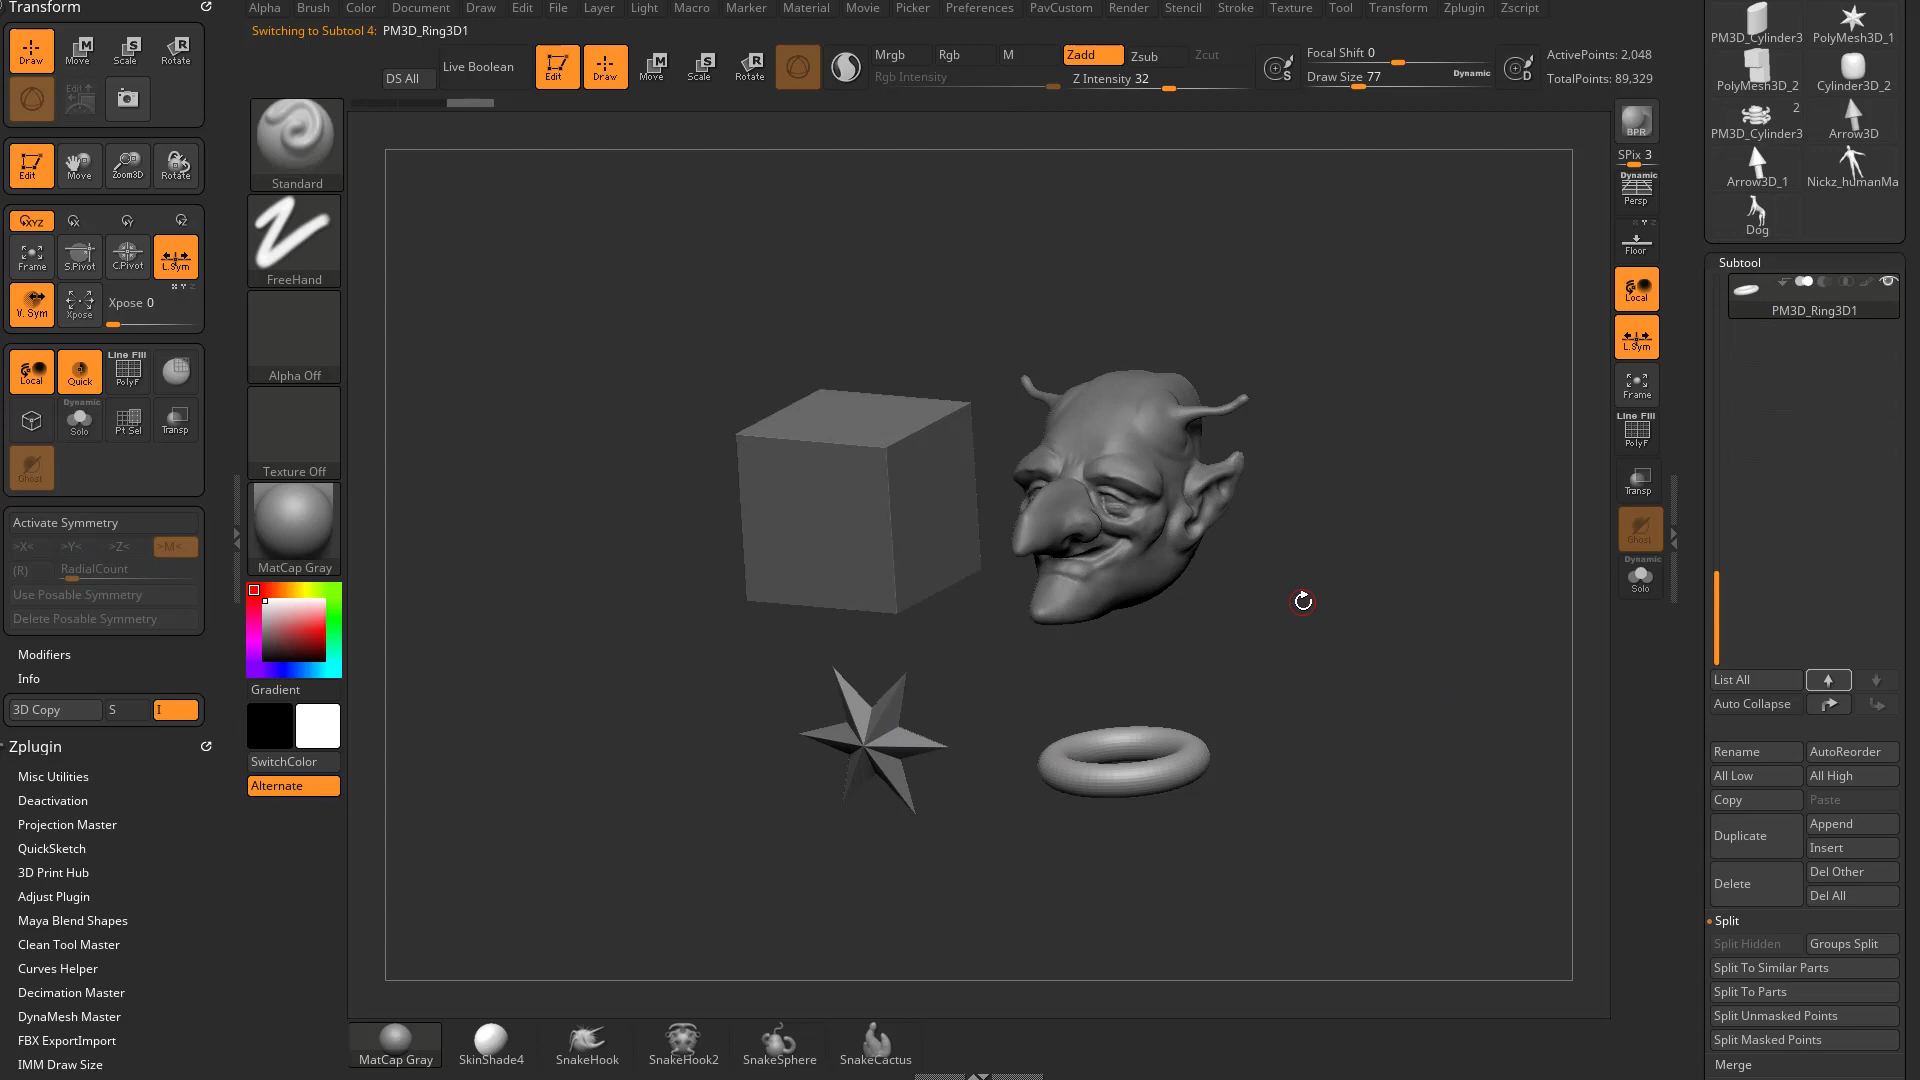 Transform
Alpha Brush Color Document Draw Edit File Layer Light Macro Marker Material Movie Picker Preferences PavCustom Render Stencil Stroke Texture Tool Transform Zplugin Zscript
Switching to Subtool 4: PM3D_Ring3D1
Draw Move Scale Rotate
Edit
DS All
Live Boolean
Edit Draw Move Scale Rotate
Mrgb Rgb M
Rgb Intensity
Zadd Zsub Zcut
Z Intensity 32
Focal Shift 0
Draw Size 77 Dynamic
ActivePoints: 2,048
TotalPoints: 89,329
Edit Move Zoom3D Rotate
XYZ X Y Z
Frame S.Pivot C.Pivot L.Sym
V. Sym Xpose Xpose 0
Line Fill
Local Quick PolyF
Dynamic
Solo Pt Sel Transp
Ghost
Activate Symmetry
>X< >Y< >Z< >M<
(R) RadialCount
Use Posable Symmetry
Delete Posable Symmetry
Modifiers
Info
3D Copy S I
Zplugin
Misc Utilities
Deactivation
Projection Master
QuickSketch
3D Print Hub
Adjust Plugin
Maya Blend Shapes
Clean Tool Master
Curves Helper
Decimation Master
DynaMesh Master
FBX ExportImport
IMM Draw Size
Standard
FreeHand
Alpha Off
Texture Off
MatCap Gray
Gradient
SwitchColor
Alternate
MatCap Gray SkinShade4 SnakeHook SnakeHook2 SnakeSphere SnakeCactus
BPR
SPix 3
Dynamic
Persp
Floor
Local
L.Sym
Frame
Line Fill
PolyF
Transp
Ghost
Dynamic
Solo
PM3D_Cylinder3 PolyMesh3D_1
PolyMesh3D_2 Cylinder3D_2
2
PM3D_Cylinder3 Arrow3D
Arrow3D_1 Nickz_humanMa
Dog
Subtool
PM3D_Ring3D1
List All
Auto Collapse
Rename AutoReorder
All Low All High
Copy Paste
Duplicate Append
Insert
Delete Del Other
Del All
Split
Split Hidden Groups Split
Split To Similar Parts
Split To Parts
Split Unmasked Points
Split Masked Points
Merge